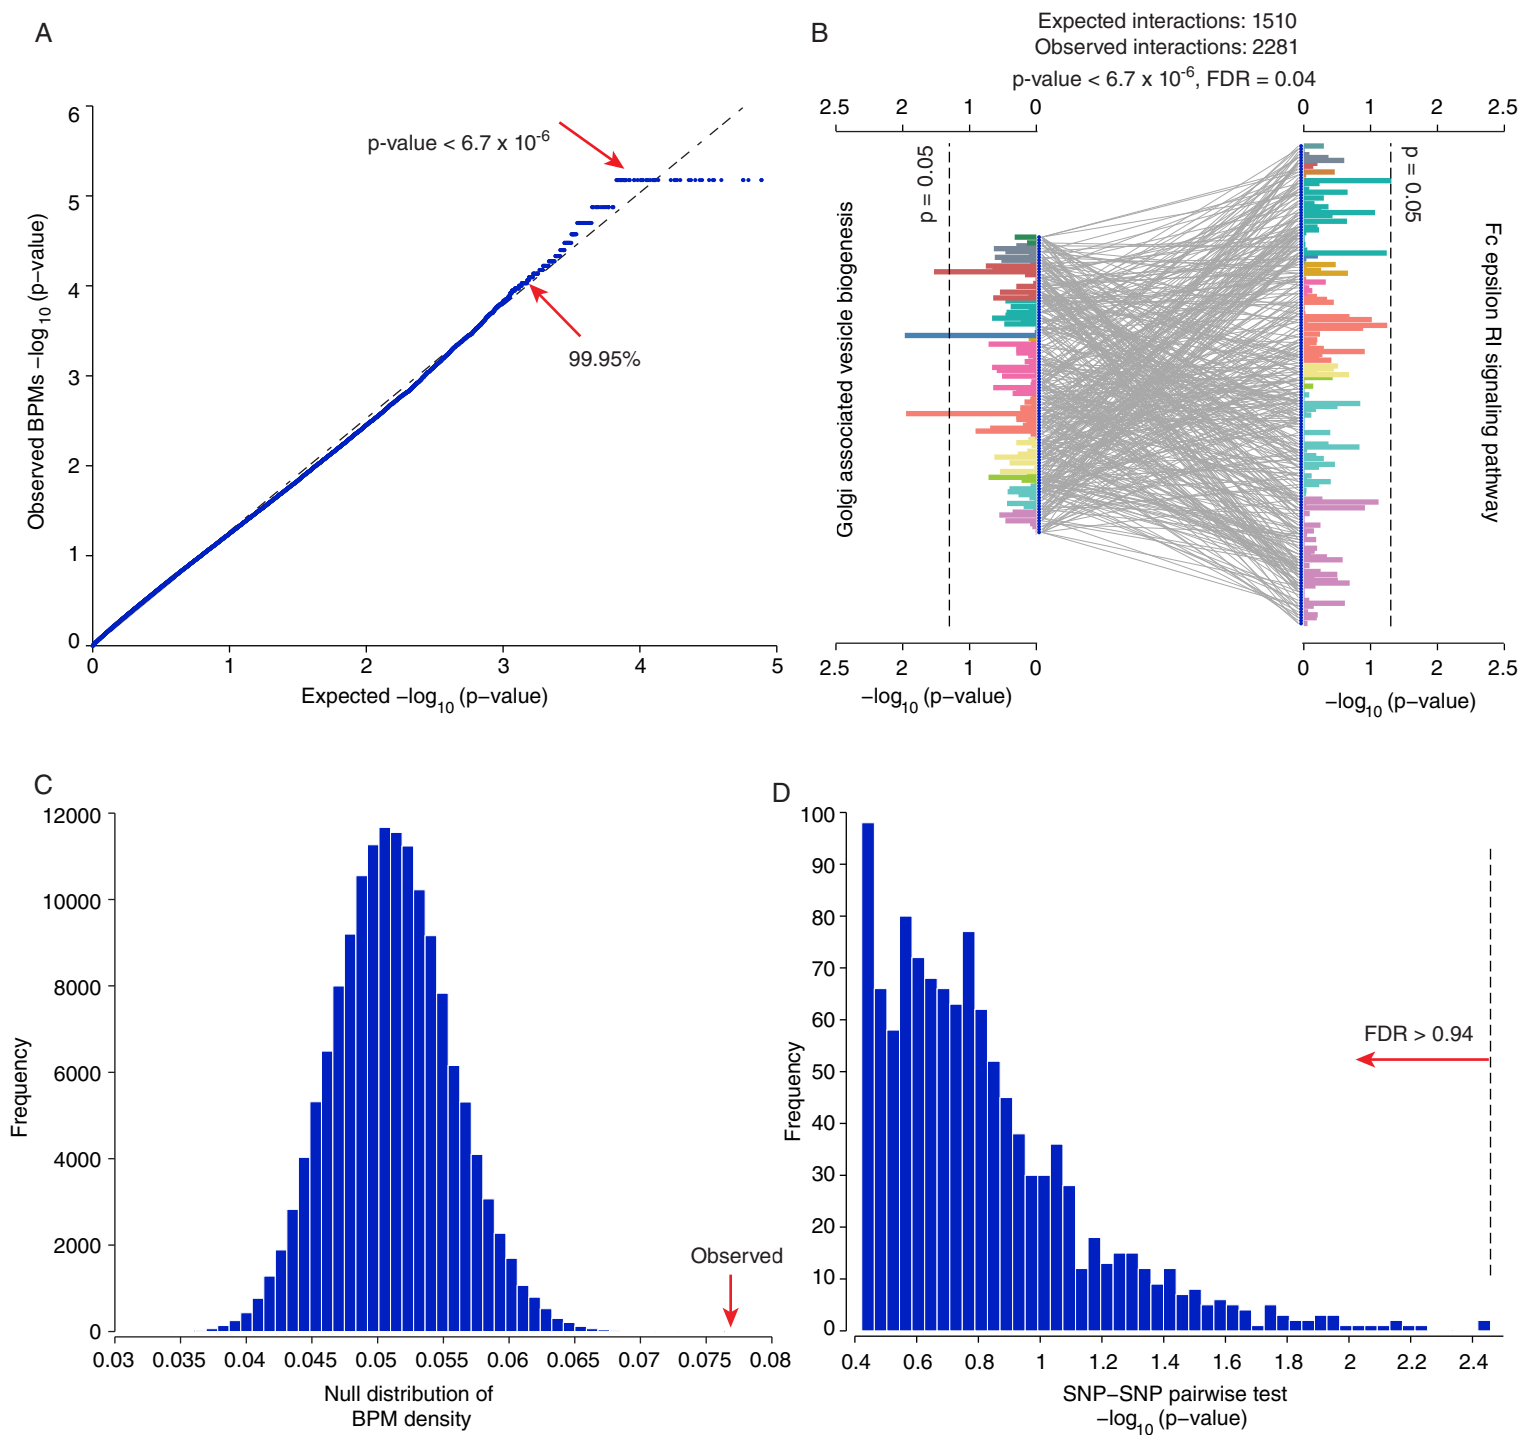 A
6
5
4
3
2
1
0
0 1 2 3 4 5
Observed BPMs −log10 (p−value)
Expected −log10 (p−value)
p-value < 6.7 x 10-6
99.95%
B
Expected interactions: 1510
Observed interactions: 2281
p-value < 6.7 x 10-6, FDR = 0.04
2.5 2 1 0
0 1 2 2.5
p = 0.05
p = 0.05
Golgi associated vesicle biogenesis
Fc epsilon RI signaling pathway
2.5 2 1 0
0 1 2 2.5
−log10 (p−value)
−log10 (p−value)
C
12000
10000
8000
6000
4000
2000
0
Frequency
Observed
0.03 0.035 0.04 0.045 0.05 0.055 0.06 0.065 0.07 0.075 0.08
Null distribution of
BPM density
D
100
90
80
70
60
50
40
30
20
10
0
Frequency
FDR > 0.94
0.4 0.6 0.8 1 1.2 1.4 1.6 1.8 2 2.2 2.4
SNP−SNP pairwise test
−log10 (p−value)